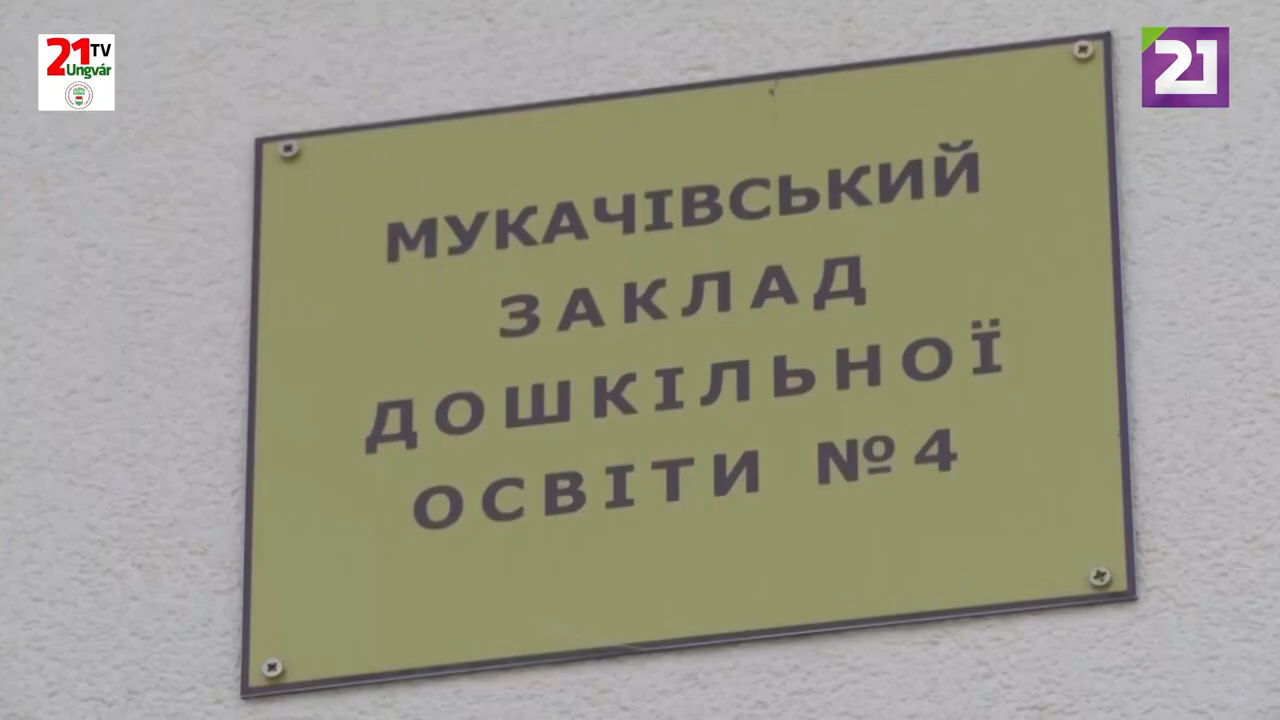 21 TV
Ungvár
21
МУКАЧІВСЬКИЙ
ЗАКЛАД
ДОШКІЛЬНОЇ
ОСВІТИ №4